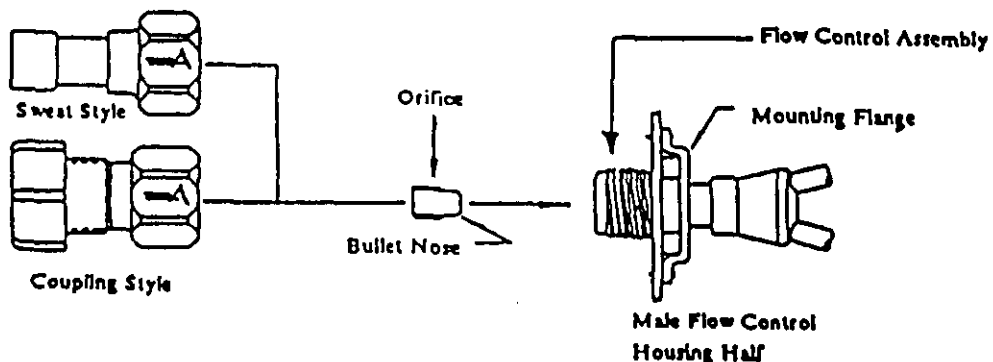 Sweat Style
Coupling Style
Orifice
Bullet Nose
Flow Control Assembly
Mounting Flange
Male Flow Control
Housing Half